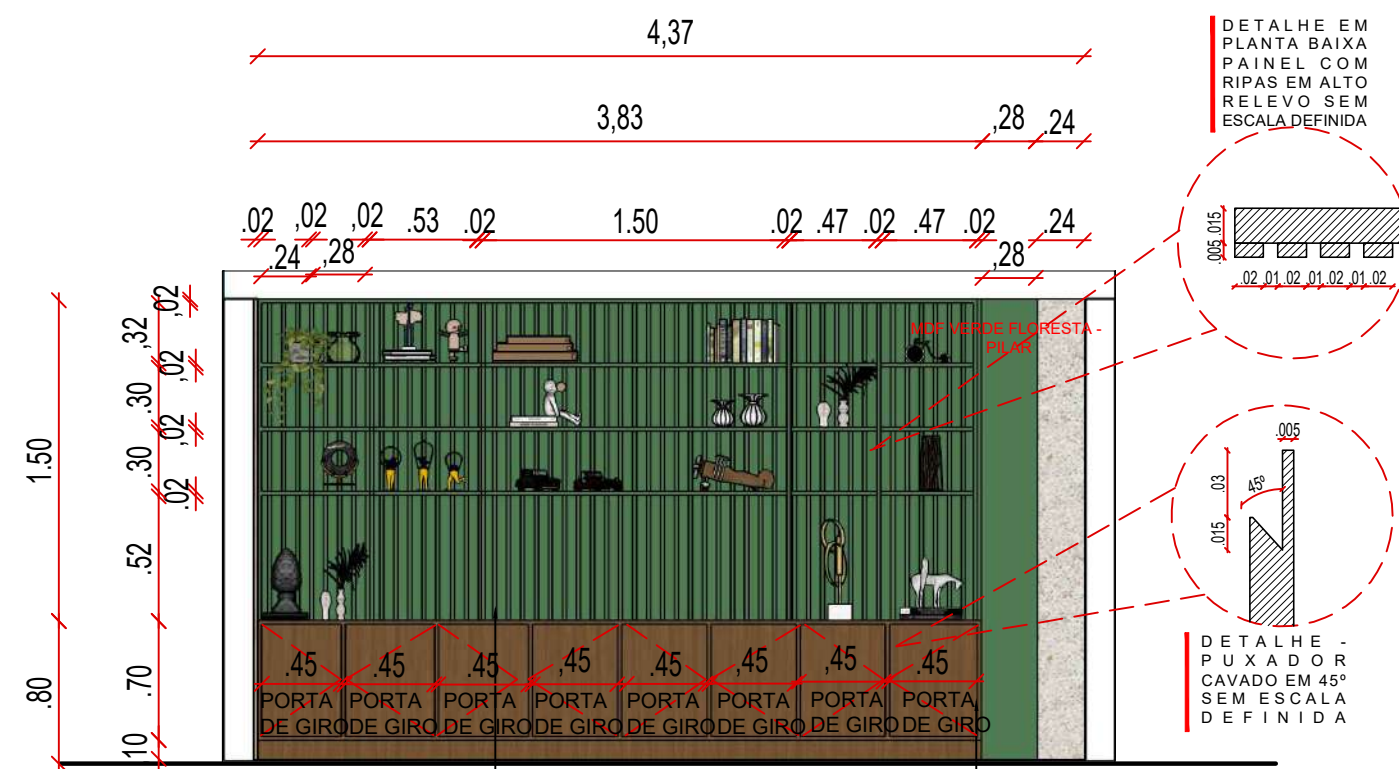 4,37
3,83
,28
.24
.02
,02
,02
.53
.02
1.50
.02
.47
.02
.47
.02
.24
.24
,28
,28
DETALHE EM
PLANTA BAIXA
PAINEL COM
RIPAS EM ALTO
RELEVO SEM
ESCALA DEFINIDA
.015
.005
.02 .01 .02 .01 .02 .01 .02
MDF VERDE FLORESTA -
PILAR
1.50
.80
,32
.30
.30
.52
.70
10
,02
,02
,02
.02
.005
.03
.015
45º
.45
.45
.45
,45
.45
,45
,45
.45
PORTA PORTA PORTA PORTA PORTA PORTA PORTA PORTA
DE GIRO DE GIRO DE GIRO DE GIRO DE GIRO DE GIRO DE GIRO DE GIRO
DETALHE -
PUXADOR
CAVADO EM 45º
SEM ESCALA
DEFINIDA